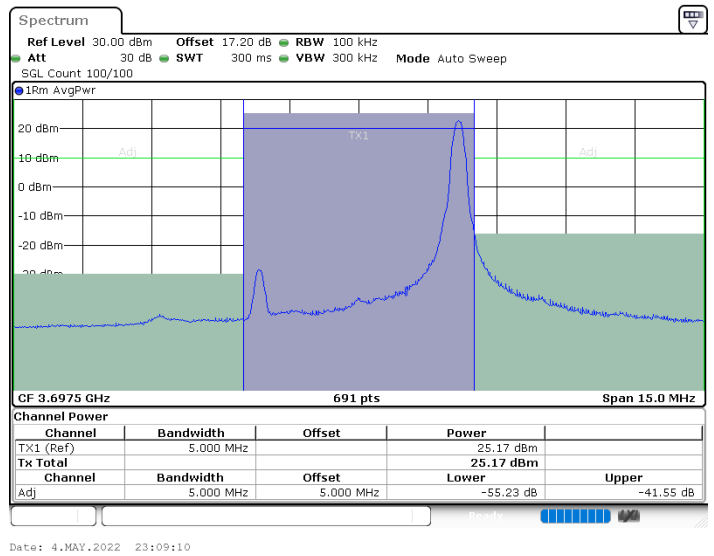 Spectrum
Ref Level 30.00 dBm Offset 17.20 dB RBW 100 kHz
Att 30 dB SWT 300 ms VBW 300 kHz Mode Auto Sweep
SGL Count 100/100
1Rm AvgPwr
20 dBm
TX1
10 dBm
Adj
Adj
0 dBm
-10 dBm
-20 dBm
-30 dBm
CF 3.6975 GHz 691 pts Span 15.0 MHz
Channel Power
Channel Bandwidth Offset Power
TX1 (Ref) 5.000 MHz 25.17 dBm
Tx Total 25.17 dBm
Channel Bandwidth Offset Lower Upper
Adj 5.000 MHz 5.000 MHz -55.23 dB -41.55 dB
Ready
Date: 4.MAY.2022 23:09:10